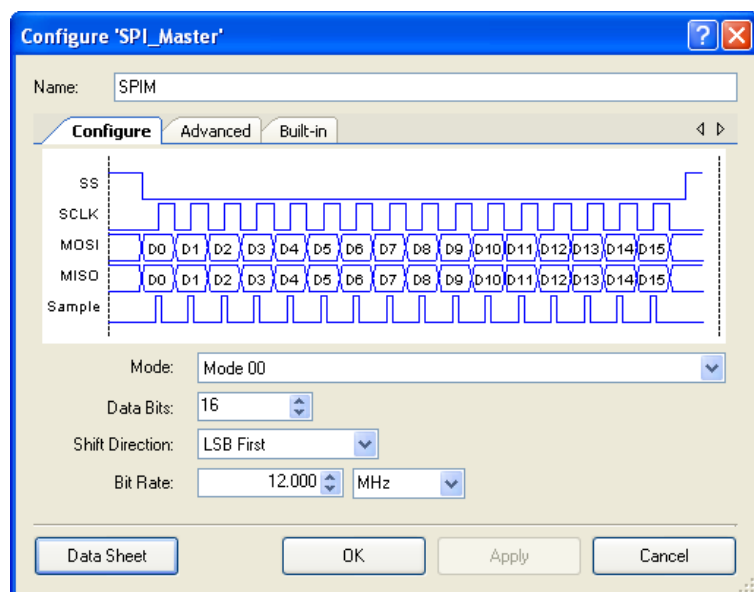 Configure 'SPI_Master'
Name: SPIM
Configure Advanced Built-in
SS
SCLK
MOSI D0 D1 D2 D3 D4 D5 D6 D7 D8 D9 D10 D11 D12 D13 D14 D15
MISO D0 D1 D2 D3 D4 D5 D6 D7 D8 D9 D10 D11 D12 D13 D14 D15
Sample
Mode: Mode 00
Data Bits: 16
Shift Direction: LSB First
Bit Rate: 12.000 MHz
Data Sheet OK Apply Cancel